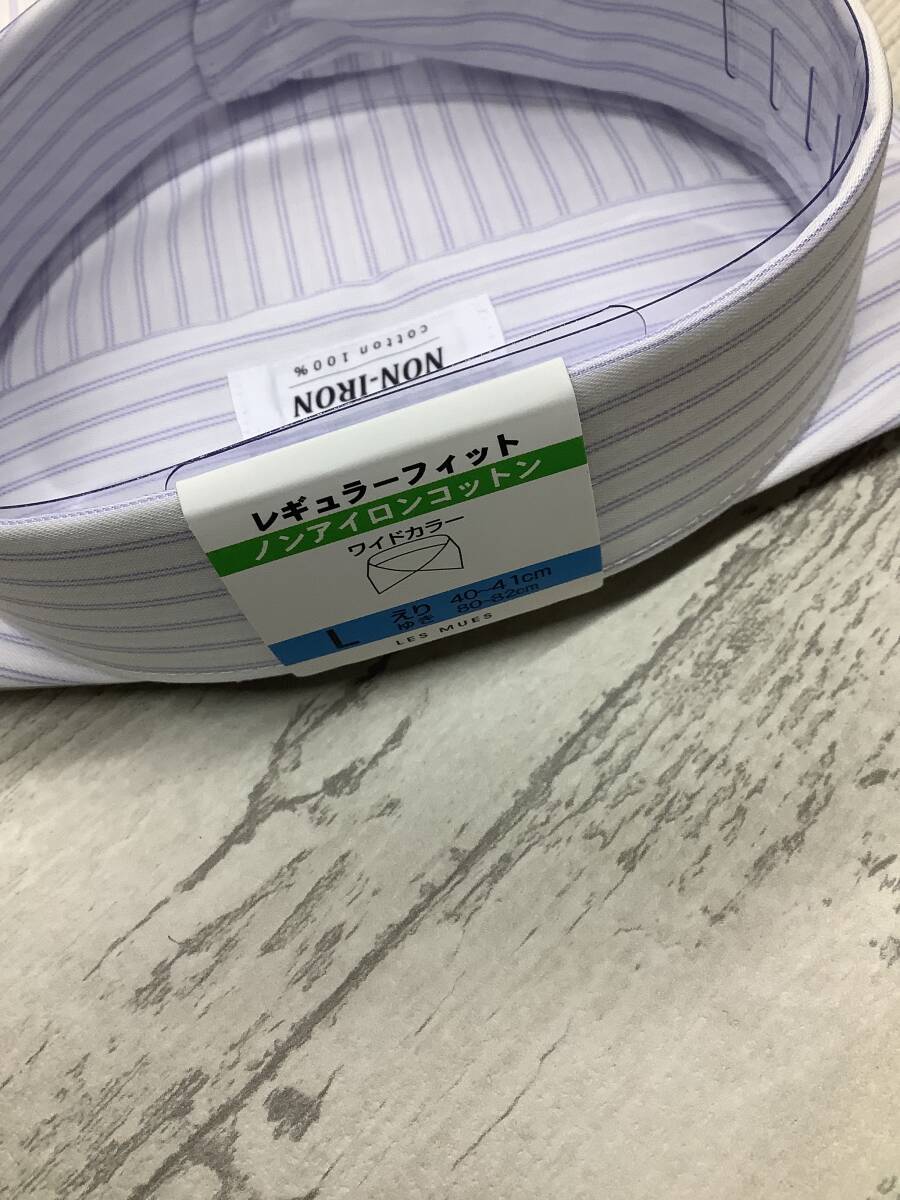 NON-IRON
cotton 100%
レギュラーフィット
ノンアイロンコットン
ワイドカラー
L えり 40~41cm
ゆき 80~82cm
LES MUES